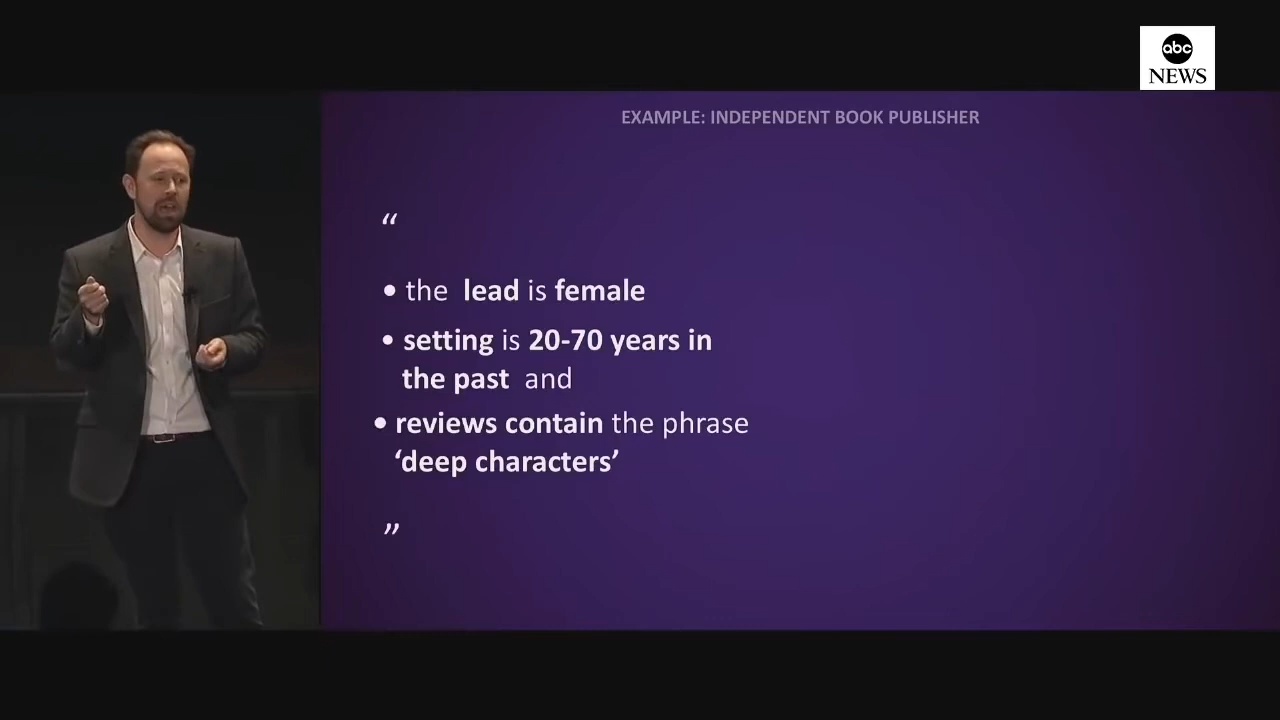 abc
NEWS
EXAMPLE: INDEPENDENT BOOK PUBLISHER
“
• the lead is female
• setting is 20-70 years in
the past and
• reviews contain the phrase
‘deep characters’
”